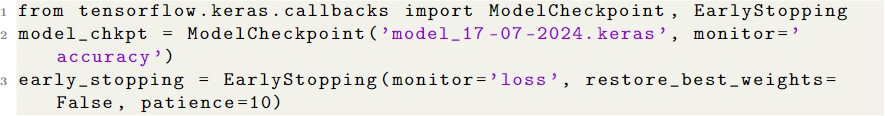 1 from tensorflow.keras.callbacks import ModelCheckpoint, EarlyStopping
2 model_chkpt = ModelCheckpoint('model_17-07-2024.keras', monitor='
accuracy')
3 early_stopping = EarlyStopping(monitor='loss', restore_best_weights=
False, patience=10)